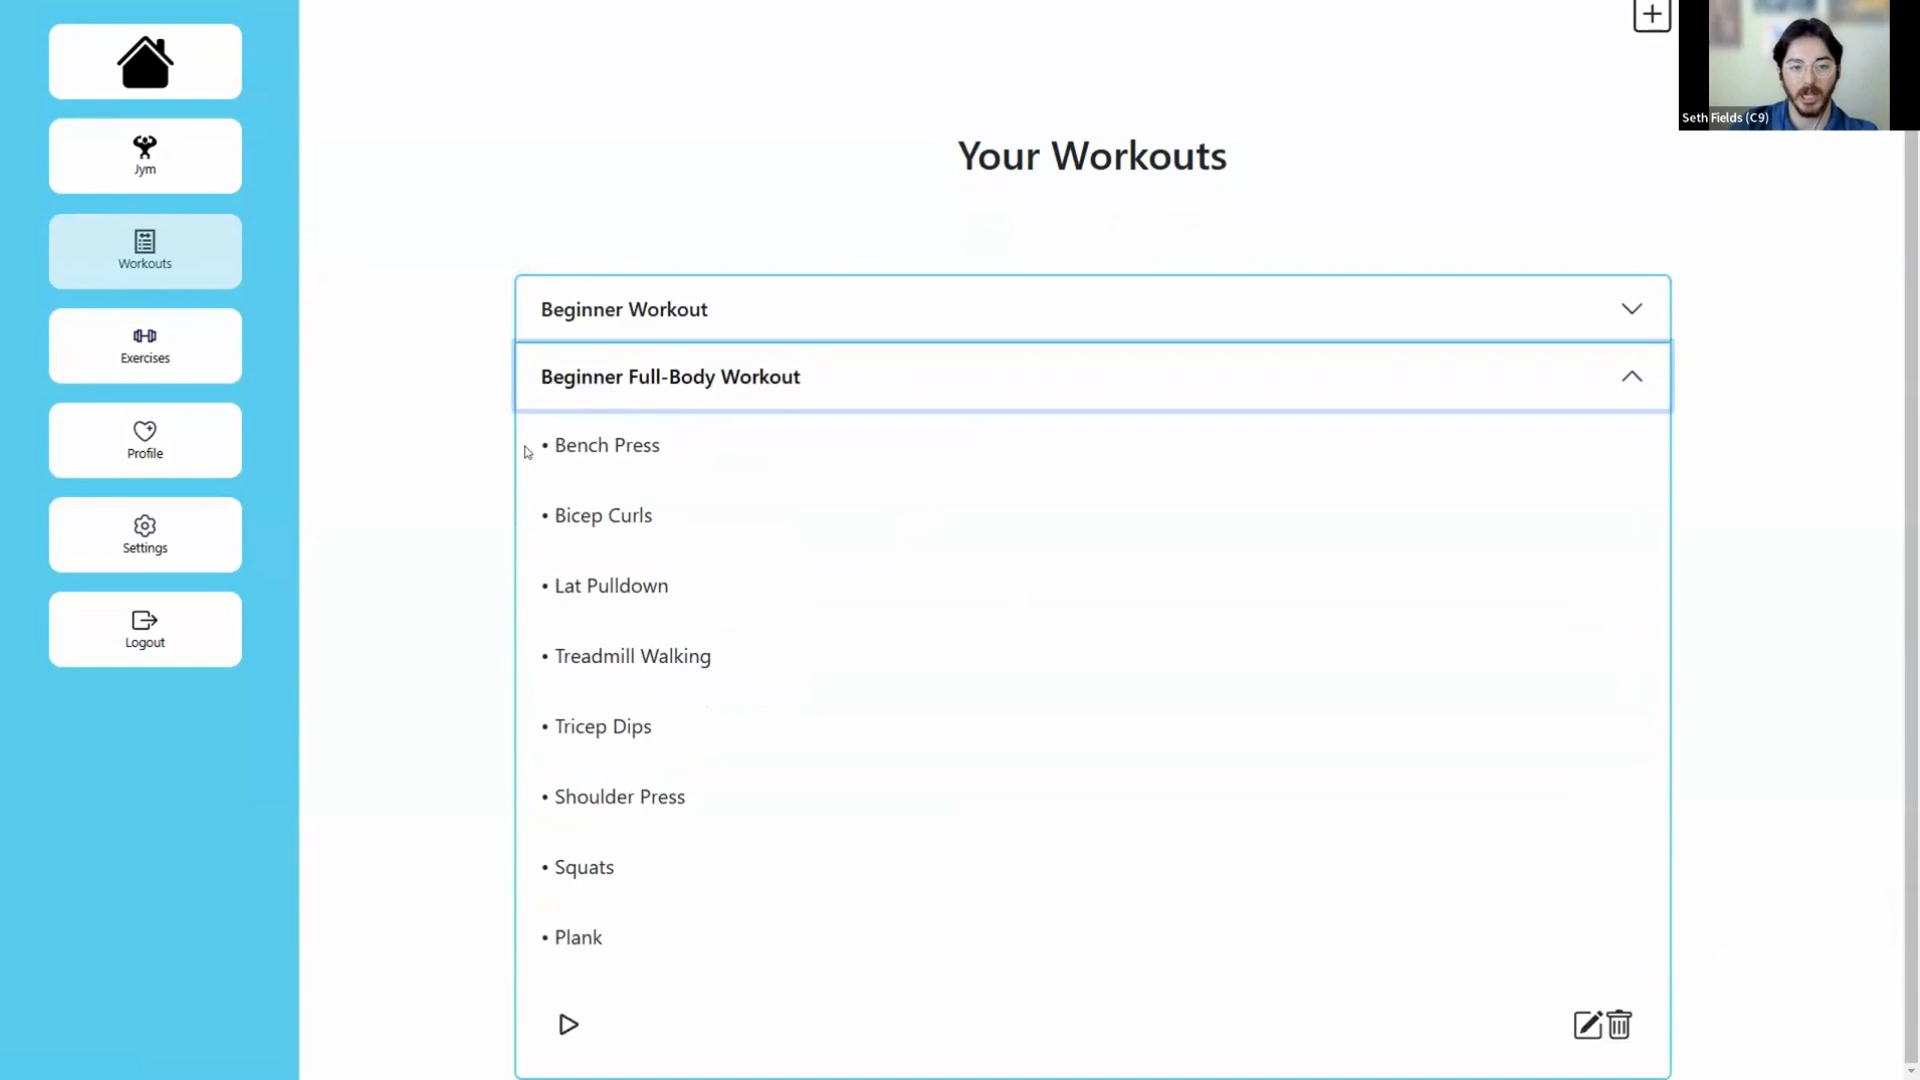 Jym
Workouts
Exercises
Profile
Settings
Logout
Seth Fields (C9)
Your Workouts
Beginner Workout
Beginner Full-Body Workout
• Bench Press
• Bicep Curls
• Lat Pulldown
• Treadmill Walking
• Tricep Dips
• Shoulder Press
• Squats
• Plank